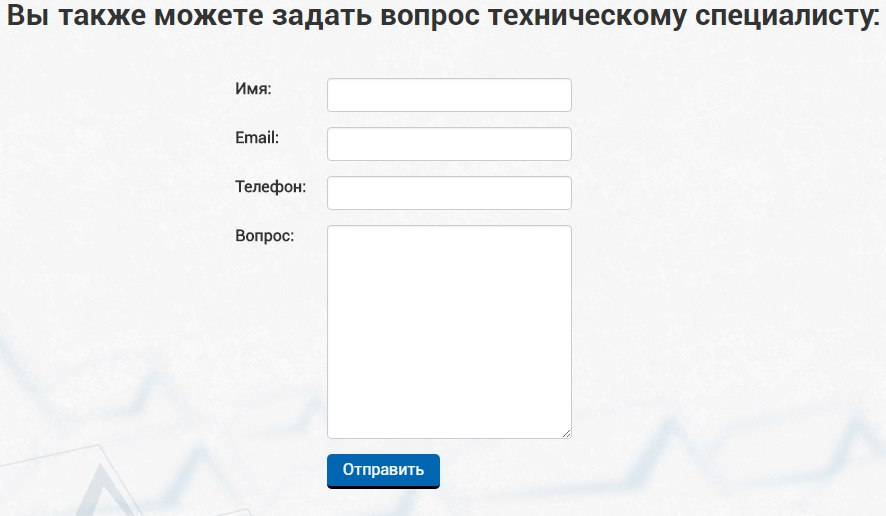 Вы также можете задать вопрос техническому специалисту:
Имя:
Email:
Телефон:
Вопрос:
Отправить